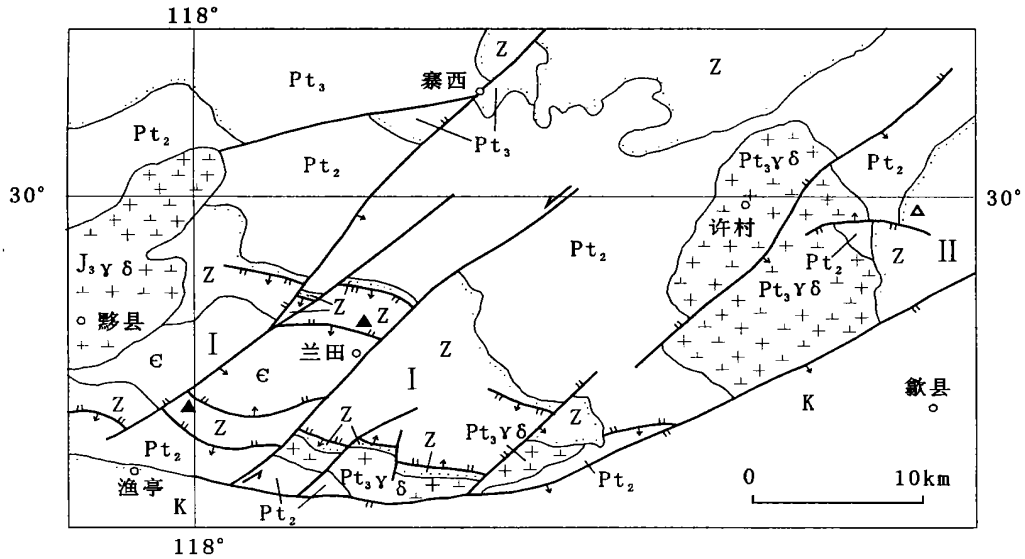 118°
Z
寨西
Z
Pt₃
Pt₂
Pt₃
Pt₂
Pt₃γδ
Pt₂
30°
30°
许村
Pt₂
J₃γδ
Z
Pt₂
Z
II
Z
Z
Pt₃γδ
黟县
I
兰田
Z
Є
Є
I
K
歙县
Z
Z
Z
Z
Pt₃γδ
Z
Pt₂
Pt₃γδ
Pt₂
渔亭
Pt₂
0
10km
K
118°